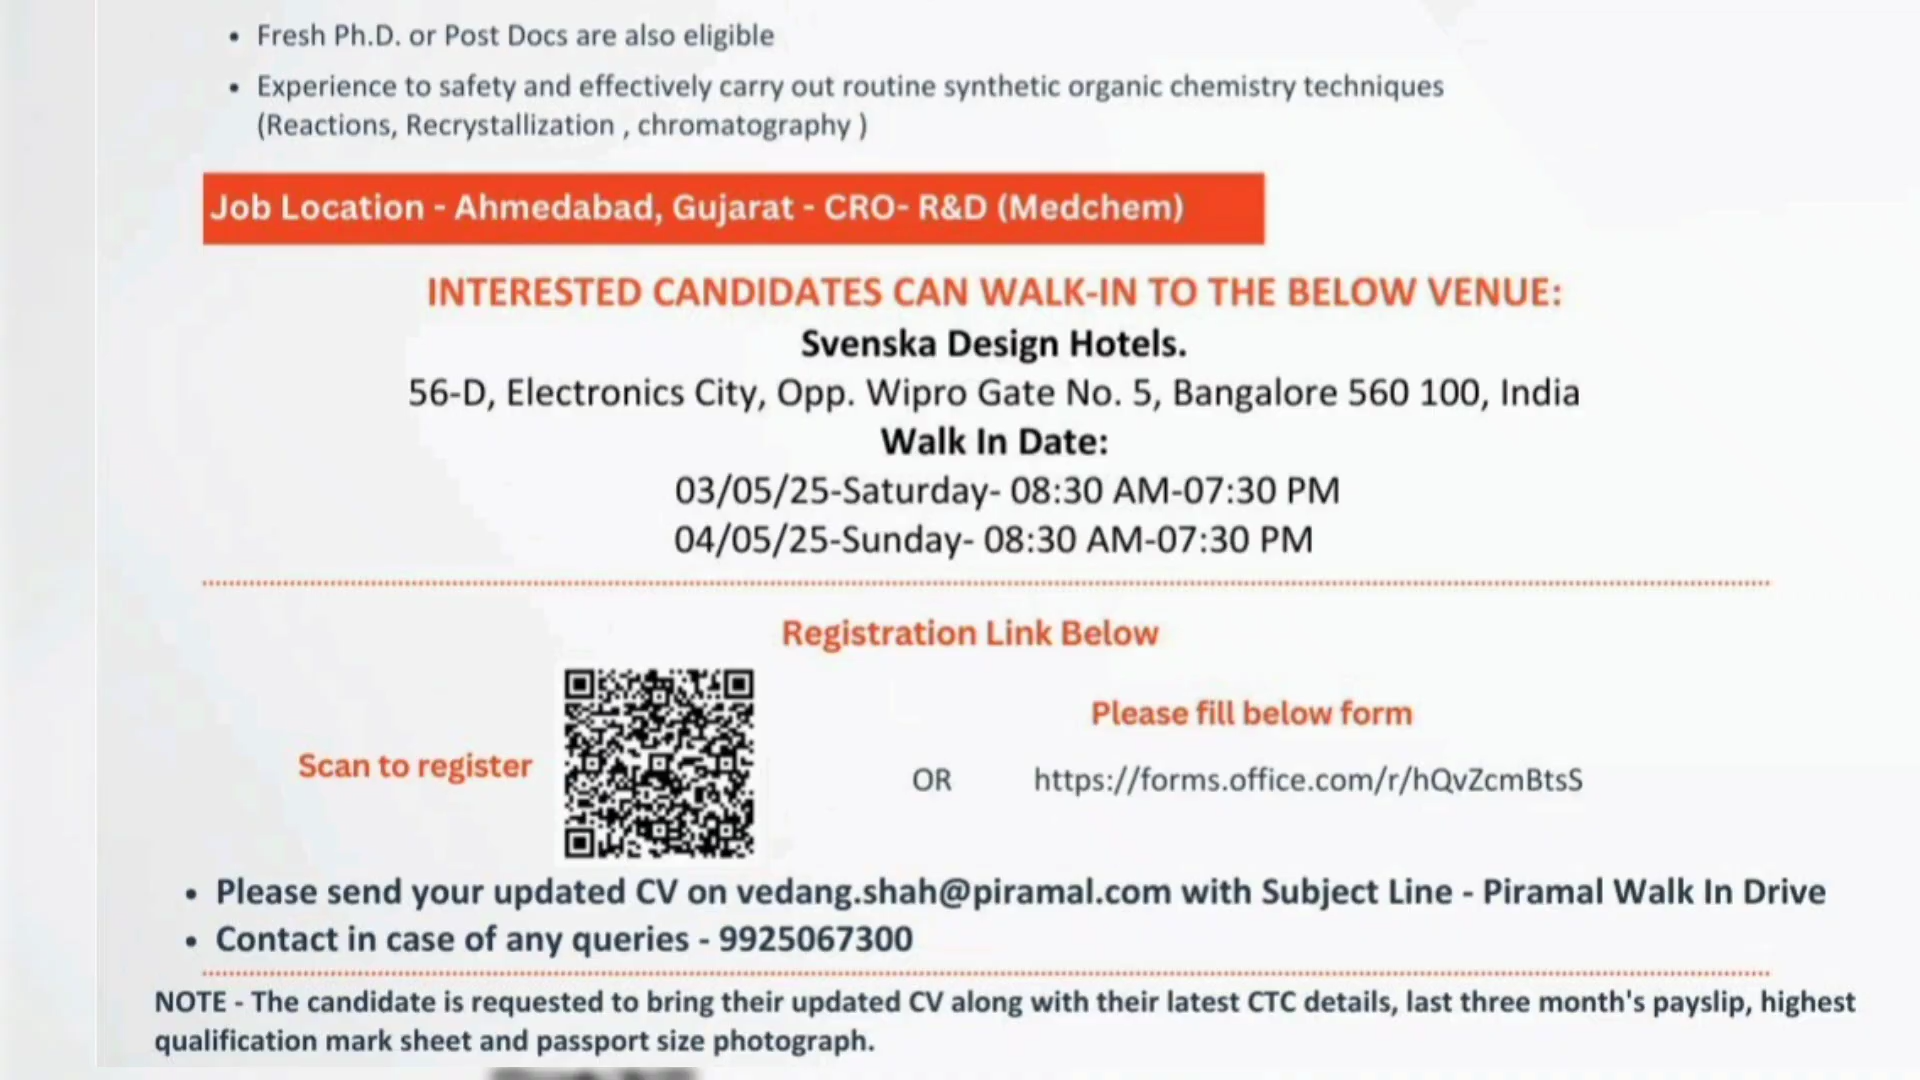 • Fresh Ph.D. or Post Docs are also eligible
• Experience to safety and effectively carry out routine synthetic organic chemistry techniques
(Reactions, Recrystallization , chromatography )
Job Location - Ahmedabad, Gujarat - CRO- R&D (Medchem)
INTERESTED CANDIDATES CAN WALK-IN TO THE BELOW VENUE:
Svenska Design Hotels.
56-D, Electronics City, Opp. Wipro Gate No. 5, Bangalore 560 100, India
Walk In Date:
03/05/25-Saturday- 08:30 AM-07:30 PM
04/05/25-Sunday- 08:30 AM-07:30 PM
Registration Link Below
Please fill below form
Scan to register
OR https://forms.office.com/r/hQvZcmBtsS
• Please send your updated CV on vedang.shah@piramal.com with Subject Line - Piramal Walk In Drive
• Contact in case of any queries - 9925067300
NOTE - The candidate is requested to bring their updated CV along with their latest CTC details, last three month's payslip, highest
qualification mark sheet and passport size photograph.